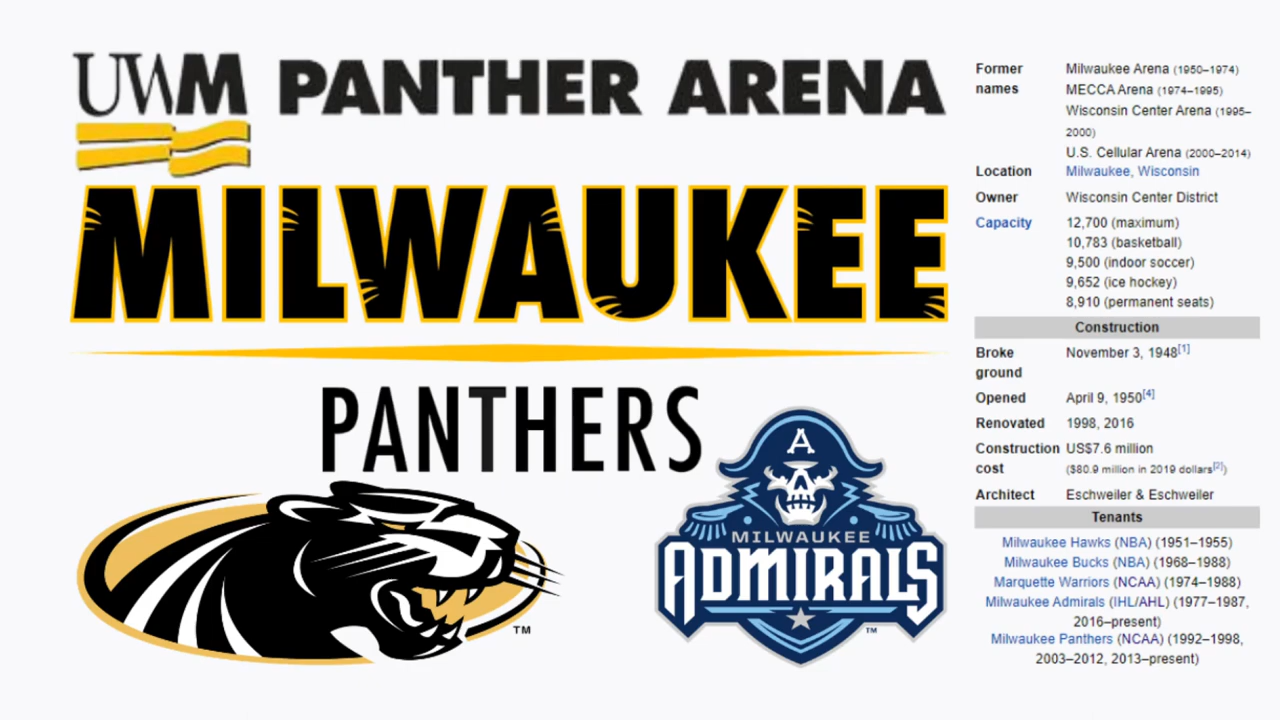 UWM PANTHER ARENA
MILWAUKEE
PANTHERS
TM
A
MILWAUKEE
ADMIRALS
TM
Former names
Milwaukee Arena (1950–1974)
MECCA Arena (1974–1995)
Wisconsin Center Arena (1995–
2000)
U.S. Cellular Arena (2000–2014)
Location Milwaukee, Wisconsin
Owner Wisconsin Center District
Capacity 12,700 (maximum)
10,783 (basketball)
9,500 (indoor soccer)
9,652 (ice hockey)
8,910 (permanent seats)
Construction
Broke ground November 3, 1948[1]
Opened April 9, 1950[4]
Renovated 1998, 2016
Construction US$7.6 million
cost ($80.9 million in 2019 dollars[2])
Architect Eschweiler & Eschweiler
Tenants
Milwaukee Hawks (NBA) (1951–1955)
Milwaukee Bucks (NBA) (1968–1988)
Marquette Warriors (NCAA) (1974–1988)
Milwaukee Admirals (IHL/AHL) (1977–1987,
2016–present)
Milwaukee Panthers (NCAA) (1992–1998,
2003–2012, 2013–present)